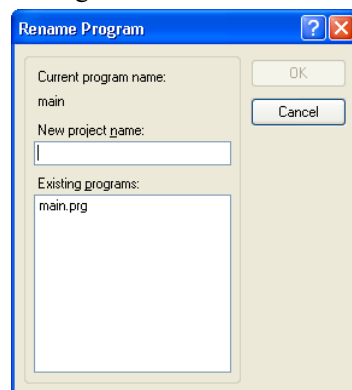 Rename Program
?
Current program name:
main
New project name:
Existing programs:
main.prg
OK
Cancel